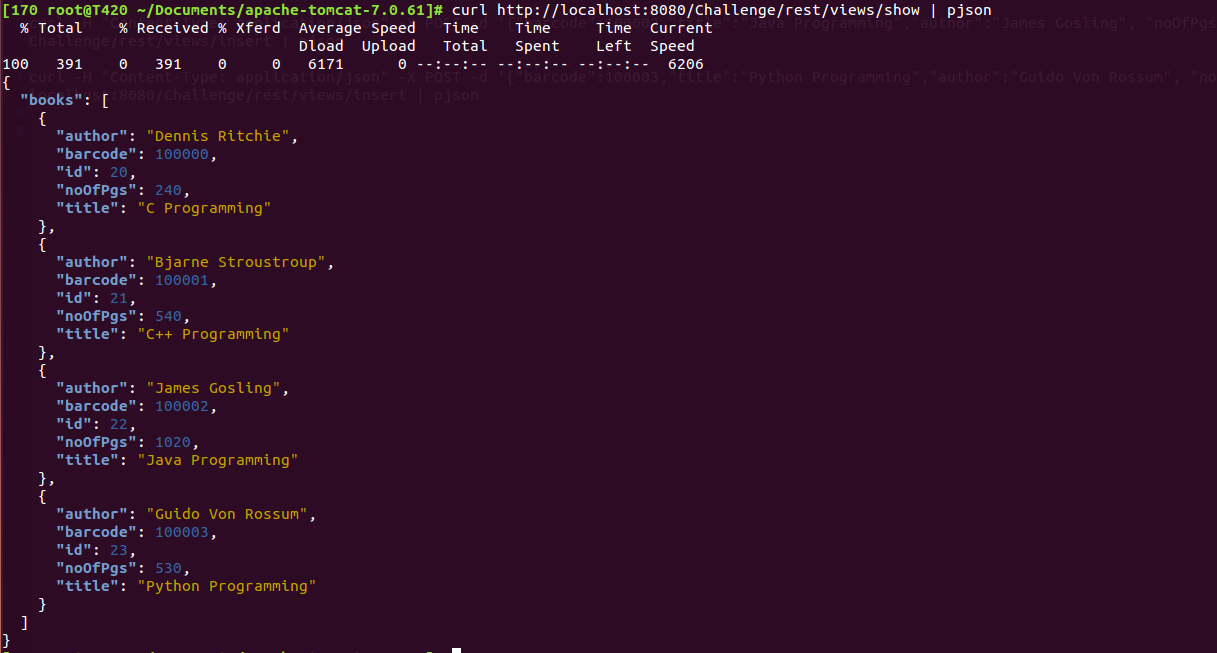 [170 root@T420 ~/Documents/apache-tomcat-7.0.61]# curl http://localhost:8080/Challenge/rest/views/show | pjson
  % Total    % Received % Xferd  Average Speed   Time    Time     Time  Current
                                 Dload  Upload   Total   Spent    Left  Speed
100   391    0   391    0     0   6171      0 --:--:-- --:--:-- --:--:--  6206
{
  "books": [
    {
      "author": "Dennis Ritchie",
      "barcode": 100000,
      "id": 20,
      "noOfPgs": 240,
      "title": "C Programming"
    },
    {
      "author": "Bjarne Stroustroup",
      "barcode": 100001,
      "id": 21,
      "noOfPgs": 540,
      "title": "C++ Programming"
    },
    {
      "author": "James Gosling",
      "barcode": 100002,
      "id": 22,
      "noOfPgs": 1020,
      "title": "Java Programming"
    },
    {
      "author": "Guido Von Rossum",
      "barcode": 100003,
      "id": 23,
      "noOfPgs": 530,
      "title": "Python Programming"
    }
  ]
}